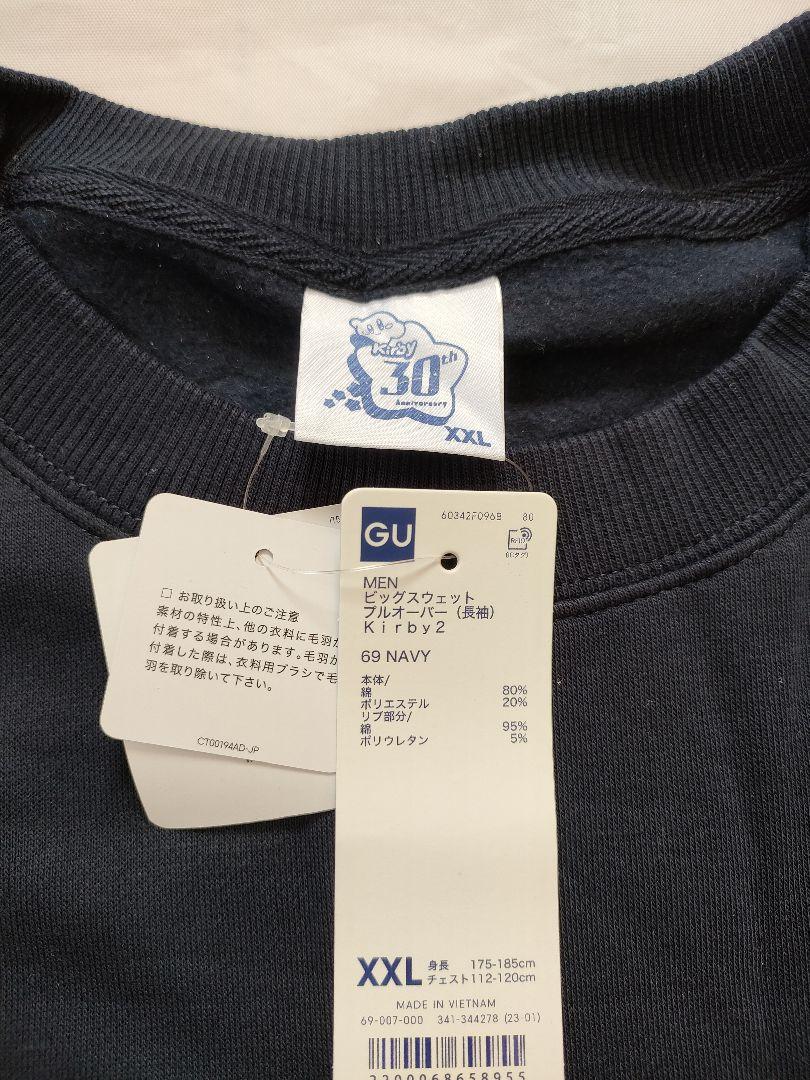 Kirby
30th
Anniversary
XXL
GU
60342F096B 80
MEN
ビッグスウェット
プルオーバー（長袖）
Kirby2
69 NAVY
本体/
綿 80%
ポリエステル 20%
リブ部分/
綿 95%
ポリウレタン 5%
XXL
身長 175-185cm
チェスト112-120cm
MADE IN VIETNAM
69-007-000 341-344278 (23-01)
□ お取り扱い上のご注意
素材の特性上、他の衣料に毛羽が
付着する場合があります。毛羽が
付着した際は、衣料用ブラシで毛
羽を取り除いて下さい。
CT00194AD-JP